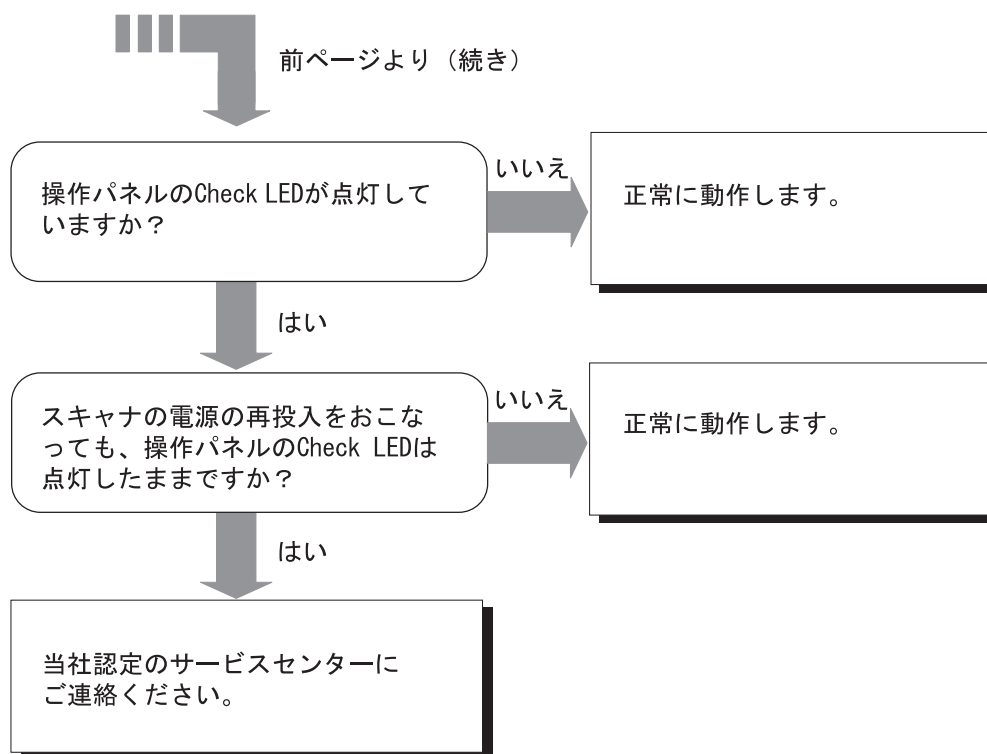 前ページより（続き）
操作パネルのCheck LEDが点灯して
いますか？
いいえ
正常に動作します。
はい
スキャナの電源の再投入をおこな
っても、操作パネルのCheck LEDは
点灯したままですか？
いいえ
正常に動作します。
はい
当社認定のサービスセンターに
ご連絡ください。